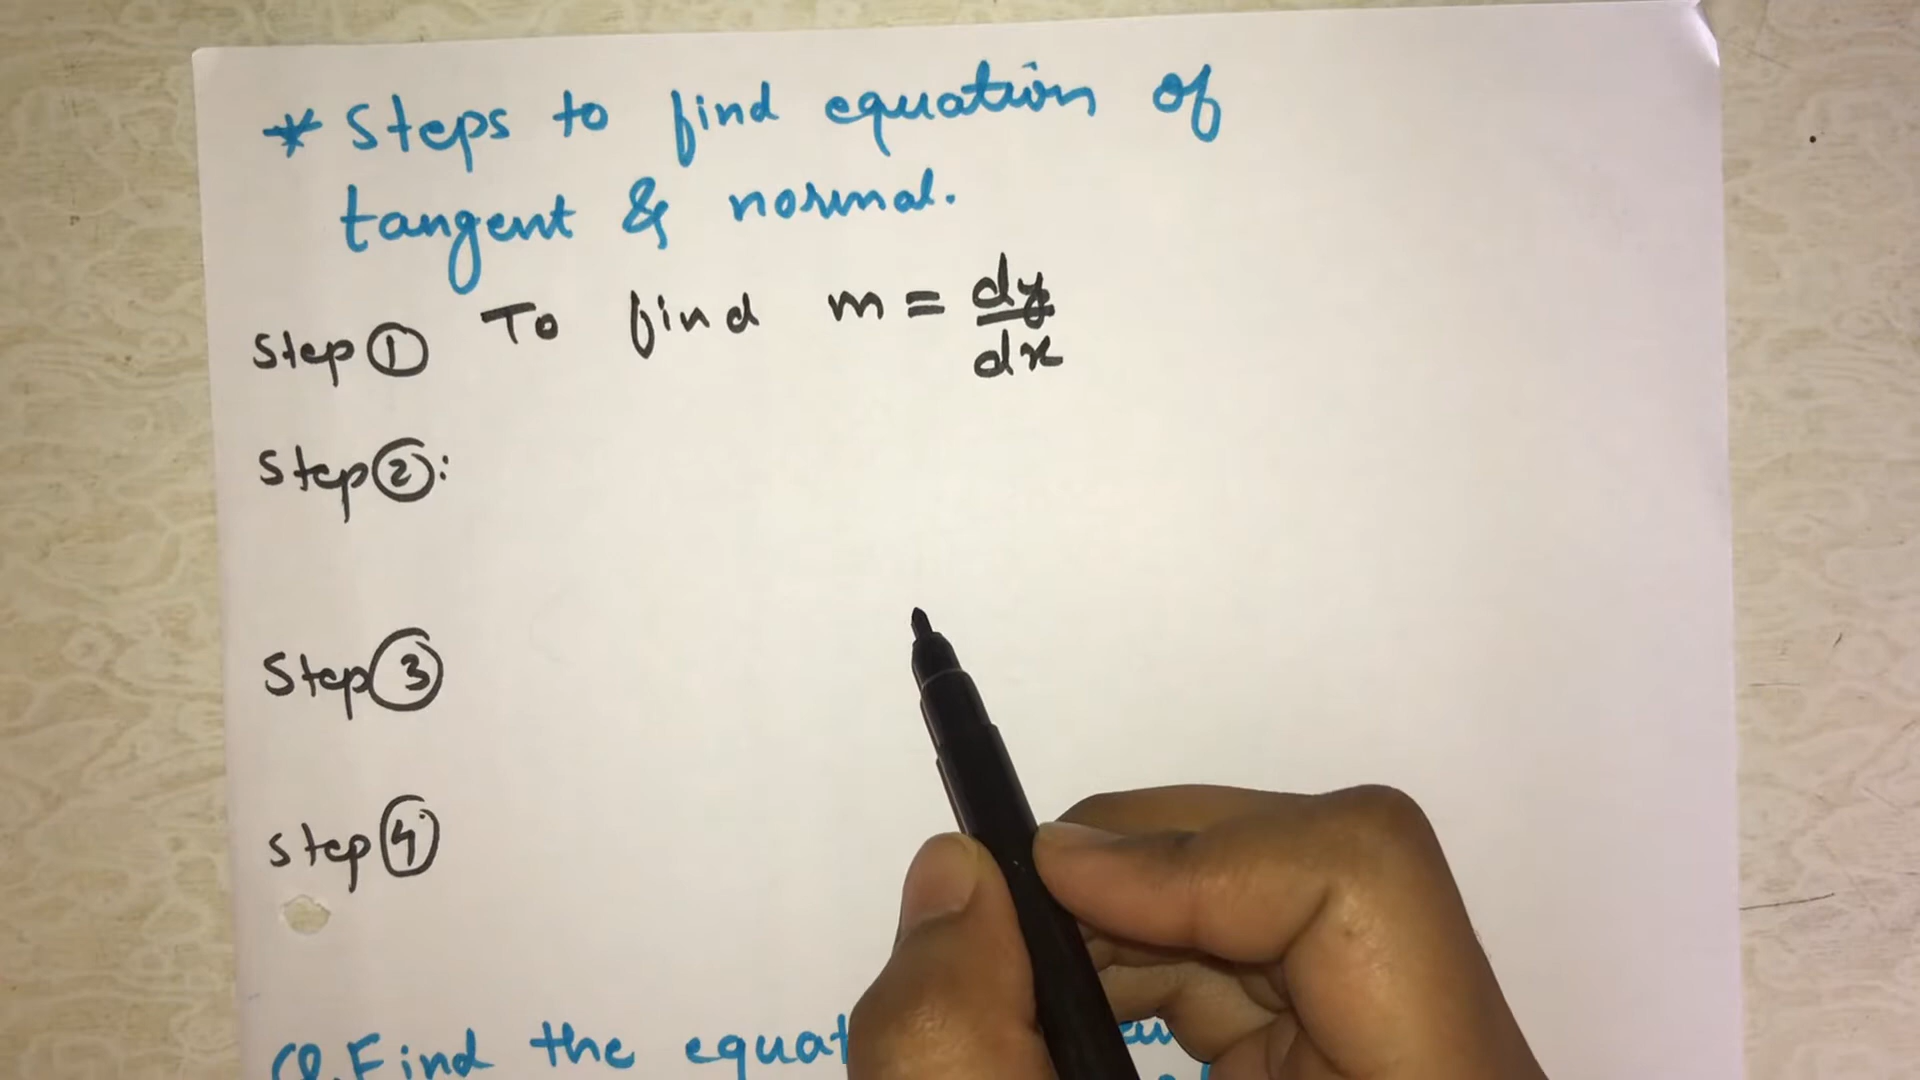 * Steps to find equation of
tangent & normal.
Step ① To find m = dy/dx
Step ②:
Step ③
Step ④
Q. Find the